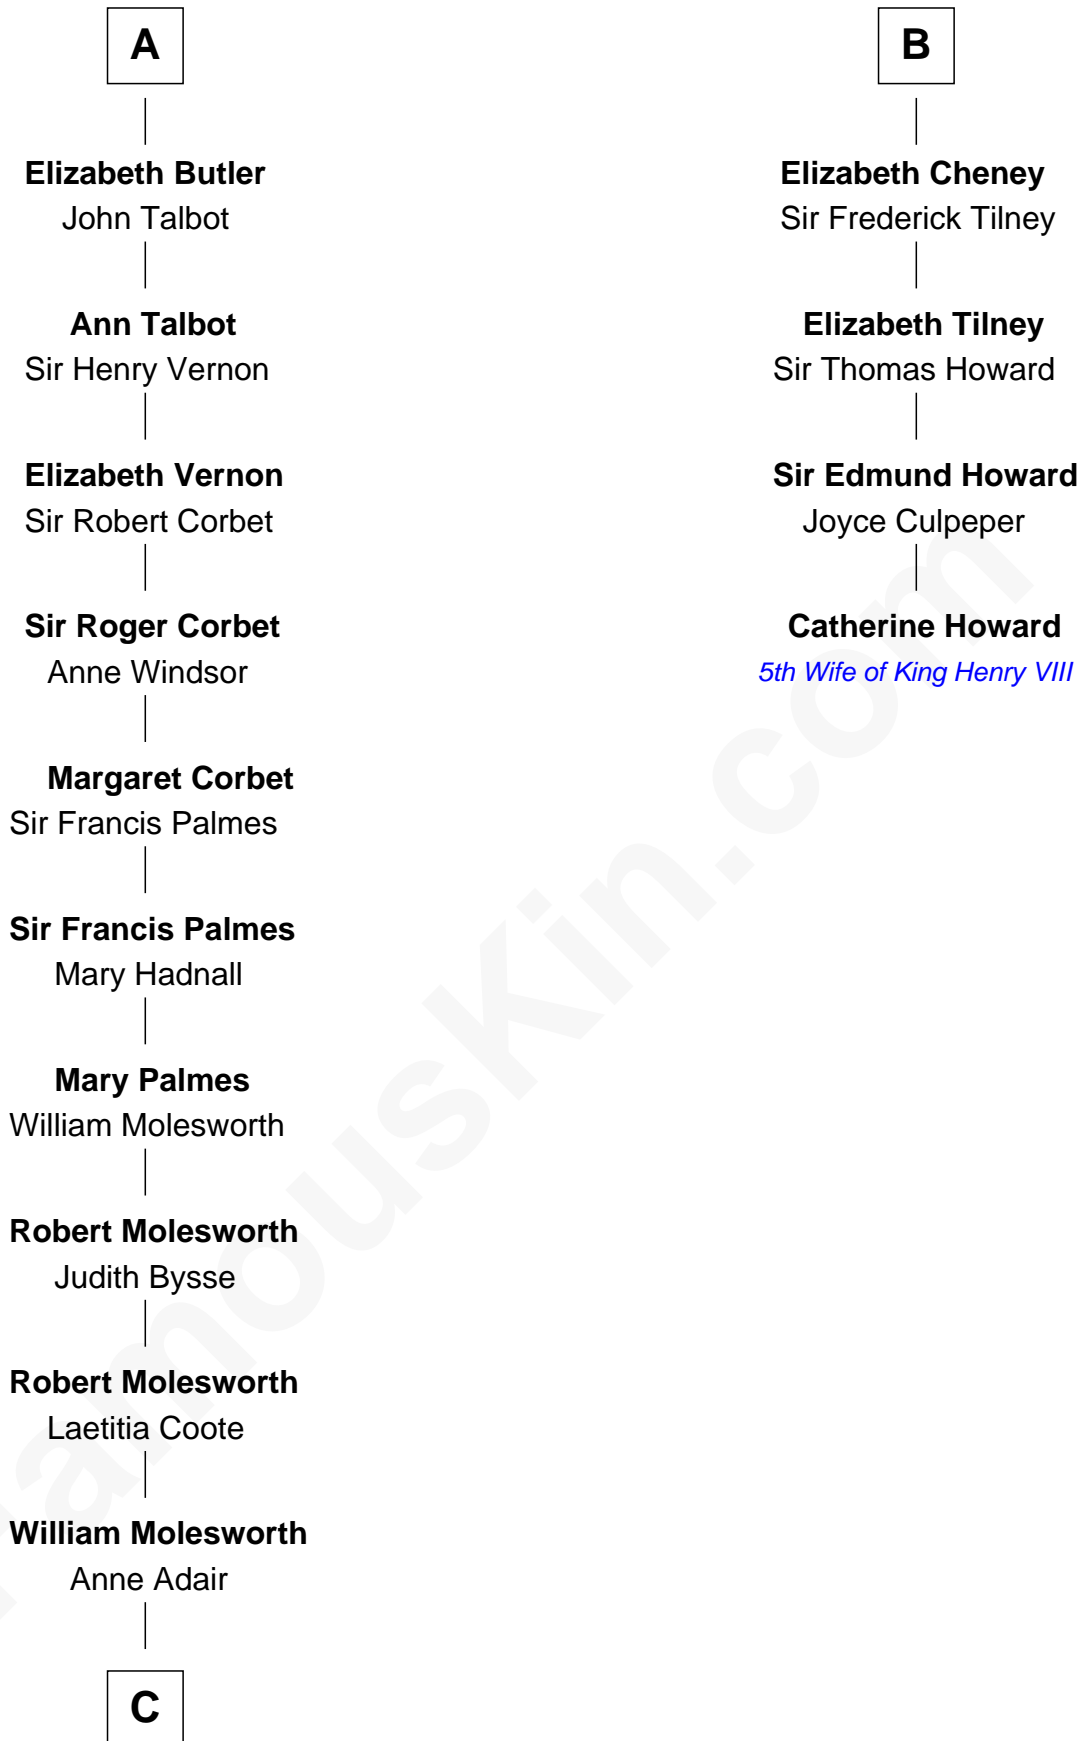 A
Elizabeth Butler
John Talbot
Ann Talbot
Sir Henry Vernon
Elizabeth Vernon
Sir Robert Corbet
Sir Roger Corbet
Anne Windsor
Margaret Corbet
Sir Francis Palmes
Sir Francis Palmes
Mary Hadnall
Mary Palmes
William Molesworth
Robert Molesworth
Judith Bysse
Robert Molesworth
Laetitia Coote
William Molesworth
Anne Adair
C
B
Elizabeth Cheney
Sir Frederick Tilney
Elizabeth Tilney
Sir Thomas Howard
Sir Edmund Howard
Joyce Culpeper
Catherine Howard
5th Wife of King Henry VIII
FamousKin.com